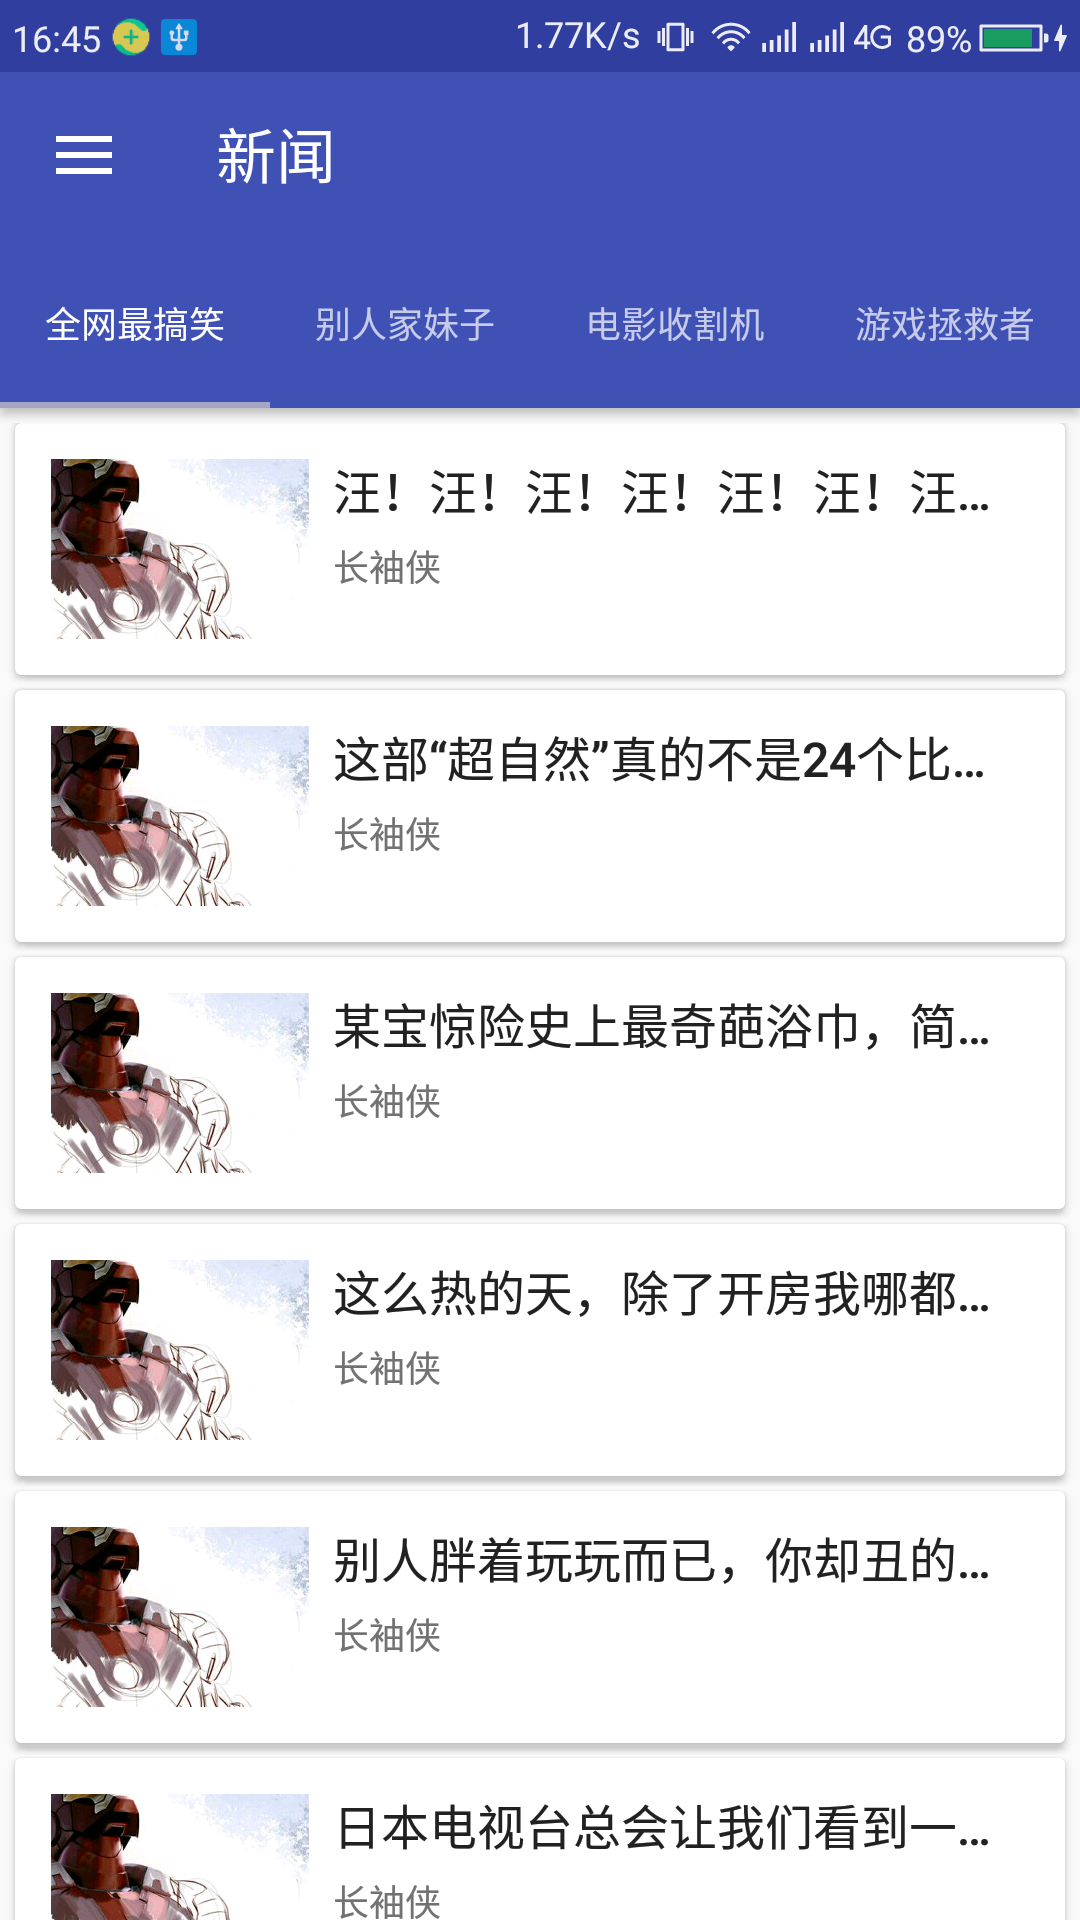 16:45 1.77K/s 4G 89%
新闻
全网最搞笑 别人家妹子 电影收割机 游戏拯救者
汪！汪！汪！汪！汪！汪！汪...
长袖侠
这部“超自然”真的不是24个比...
长袖侠
某宝惊险史上最奇葩浴巾，简...
长袖侠
这么热的天，除了开房我哪都...
长袖侠
别人胖着玩玩而已，你却丑的...
长袖侠
日本电视台总会让我们看到一...
长袖侠